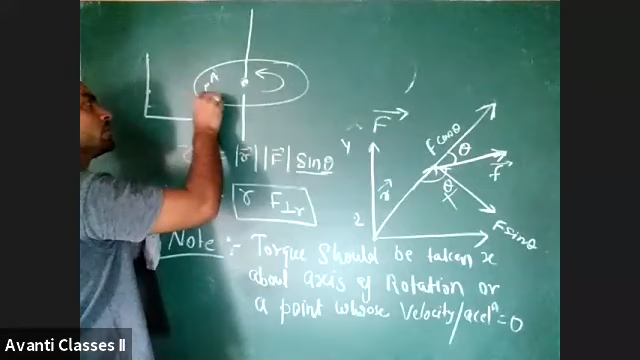 A
F
y
F cosθ
θ
= |r| |F| Sinθ
r
f
θ
r F⊥r
z
F sinθ
Note :- Torque Should be taken x
about axis of Rotation or
a point whose Velocity/accelⁿ = 0
Avanti Classes II